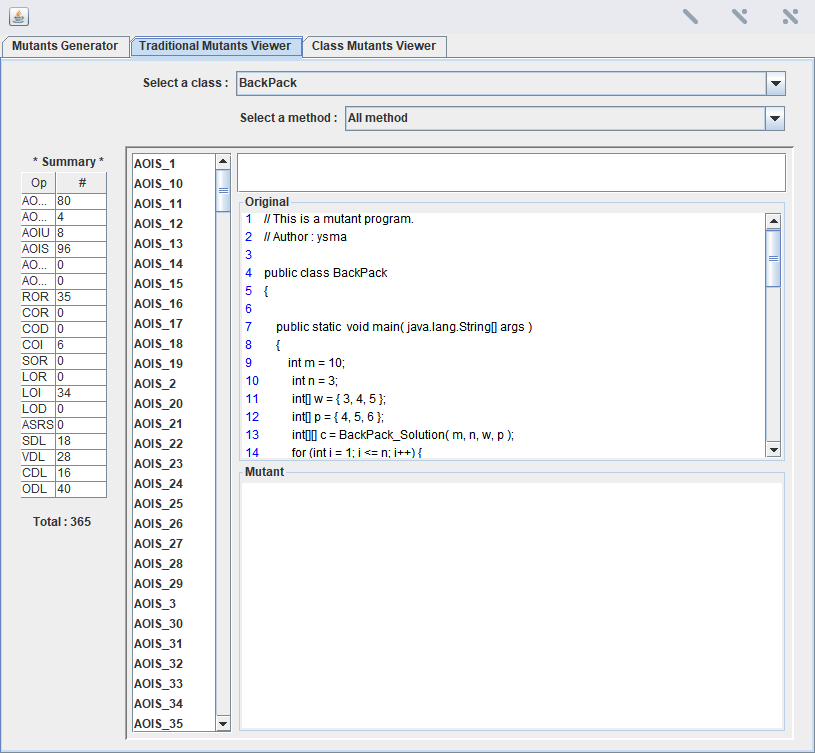 Mutants Generator Traditional Mutants Viewer Class Mutants Viewer
Select a class : BackPack
Select a method : All method
* Summary *
Op #
AO... 80
AO... 4
AOIU 8
AOIS 96
AO... 0
AO... 0
ROR 35
COR 0
COD 0
COI 6
SOR 0
LOR 0
LOI 34
LOD 0
ASRS 0
SDL 18
VDL 28
CDL 16
ODL 40
Total : 365
AOIS_1
AOIS_10
AOIS_11
AOIS_12
AOIS_13
AOIS_14
AOIS_15
AOIS_16
AOIS_17
AOIS_18
AOIS_19
AOIS_2
AOIS_20
AOIS_21
AOIS_22
AOIS_23
AOIS_24
AOIS_25
AOIS_26
AOIS_27
AOIS_28
AOIS_29
AOIS_3
AOIS_30
AOIS_31
AOIS_32
AOIS_33
AOIS_34
AOIS_35
Original
1 // This is a mutant program.
2 // Author : ysma
3
4 public class BackPack
5 {
6
7 public static void main( java.lang.String[] args )
8 {
9 int m = 10;
10 int n = 3;
11 int[] w = { 3, 4, 5 };
12 int[] p = { 4, 5, 6 };
13 int[][] c = BackPack_Solution( m, n, w, p );
14 for (int i = 1; i <= n; i++) {
Mutant